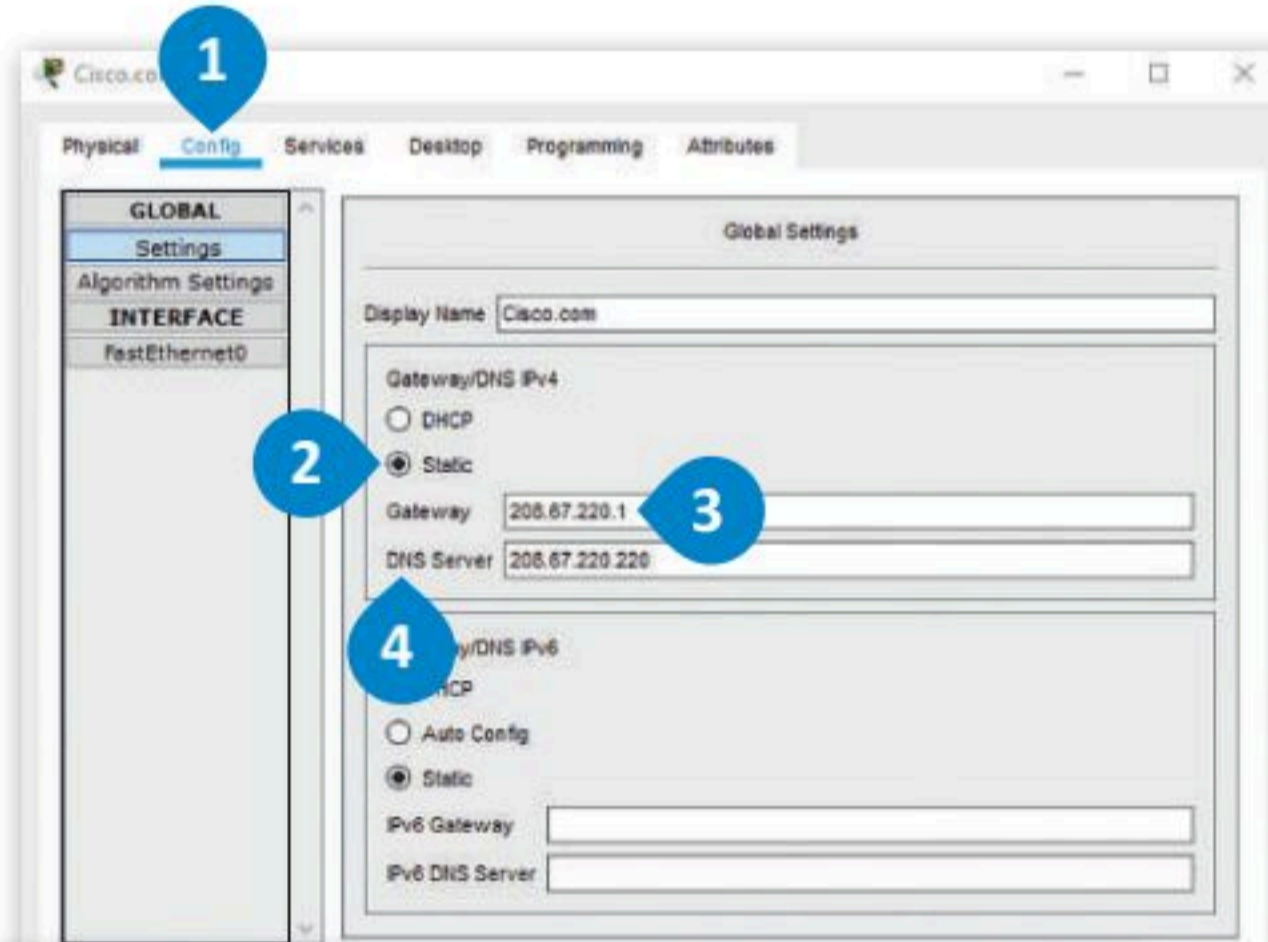 1
Cisco.co
Physical Config Services Desktop Programming Attributes
GLOBAL
Settings
Algorithm Settings
INTERFACE
FastEthernet0
Global Settings
Display Name Cisco.com
Gateway/DNS IPv4
DHCP
2
Static
Gateway 208.67.220.1
3
DNS Server 208.67.220.220
4
y/DNS IPv6
HCP
Auto Config
Static
IPv6 Gateway
IPv6 DNS Server